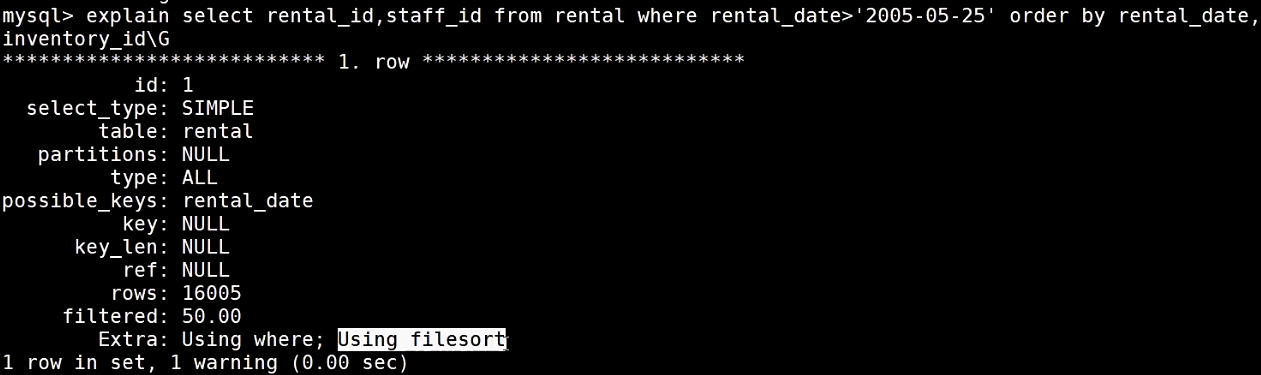 mysql> explain select rental_id,staff_id from rental where rental_date>'2005-05-25' order by rental_date,
inventory_id\G
*************************** 1. row ***************************
id: 1
select_type: SIMPLE
table: rental
partitions: NULL
type: ALL
possible_keys: rental_date
key: NULL
key_len: NULL
ref: NULL
rows: 16005
filtered: 50.00
Extra: Using where; Using filesort
1 row in set, 1 warning (0.00 sec)